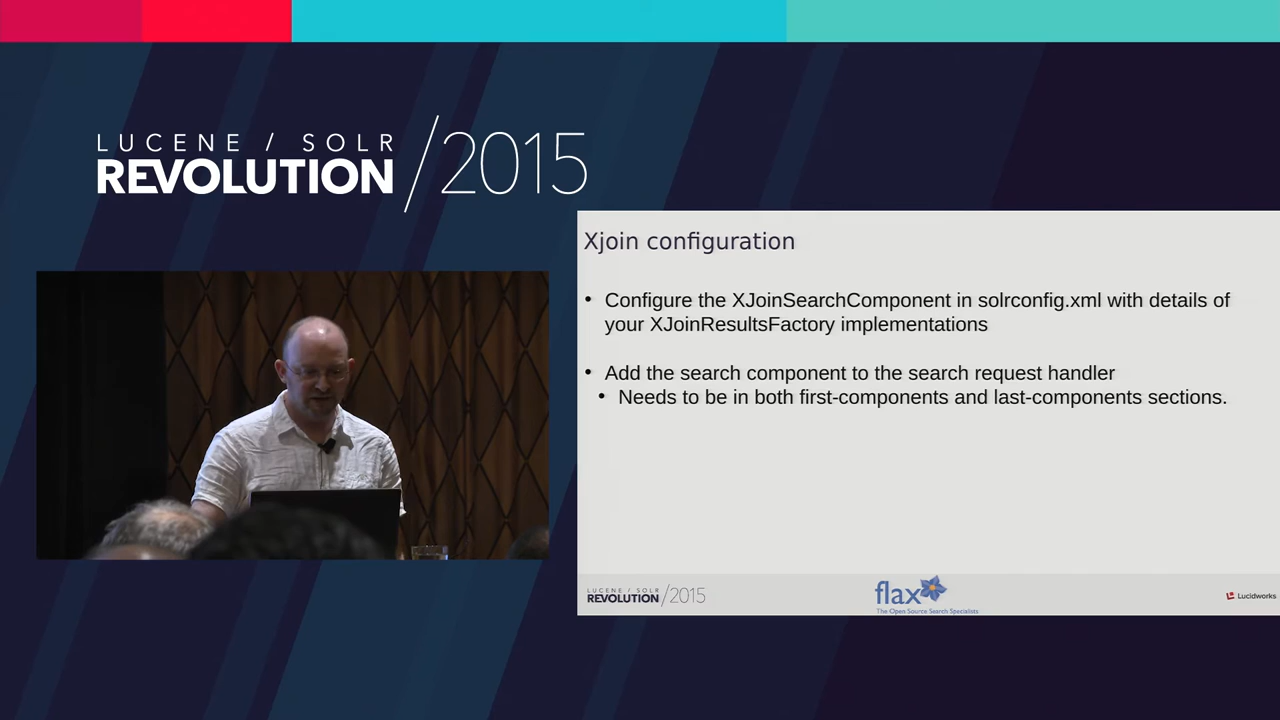 LUCENE / SOLR
REVOLUTION /2015
Xjoin configuration
• Configure the XJoinSearchComponent in solrconfig.xml with details of
your XJoinResultsFactory implementations
• Add the search component to the search request handler
• Needs to be in both first-components and last-components sections.
LUCENE / SOLR
REVOLUTION /2015
flax
The Open Source Search Specialists
Lucidworks